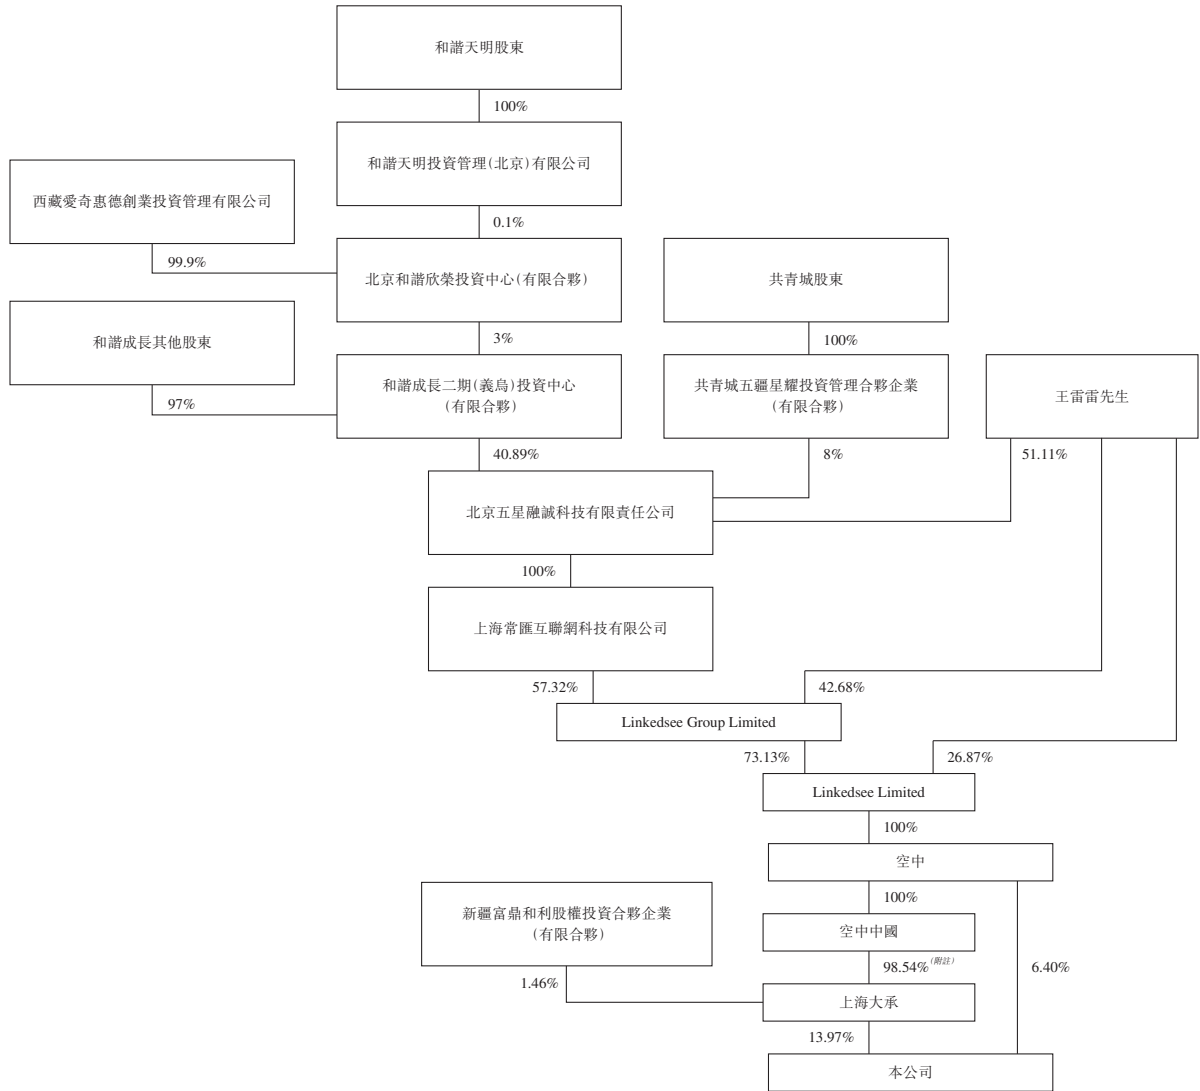 和諧天明股東
100%
和諧天明投資管理(北京)有限公司
西藏愛奇惠德創業投資管理有限公司
0.1%
99.9%
北京和諧欣榮投資中心(有限合夥)
共青城股東
和諧成長其他股東
3%
100%
和諧成長二期(義烏)投資中心
(有限合夥)
共青城五疆星耀投資管理合夥企業
(有限合夥)
王雷雷先生
97%
40.89%
8%
51.11%
北京五星融誠科技有限責任公司
100%
上海常匯互聯網科技有限公司
57.32%
42.68%
Linkedsee Group Limited
73.13%
26.87%
Linkedsee Limited
100%
空中
100%
新疆富鼎和利股權投資合夥企業
(有限合夥)
空中中國
98.54%(附註)
6.40%
1.46%
上海大承
13.97%
本公司